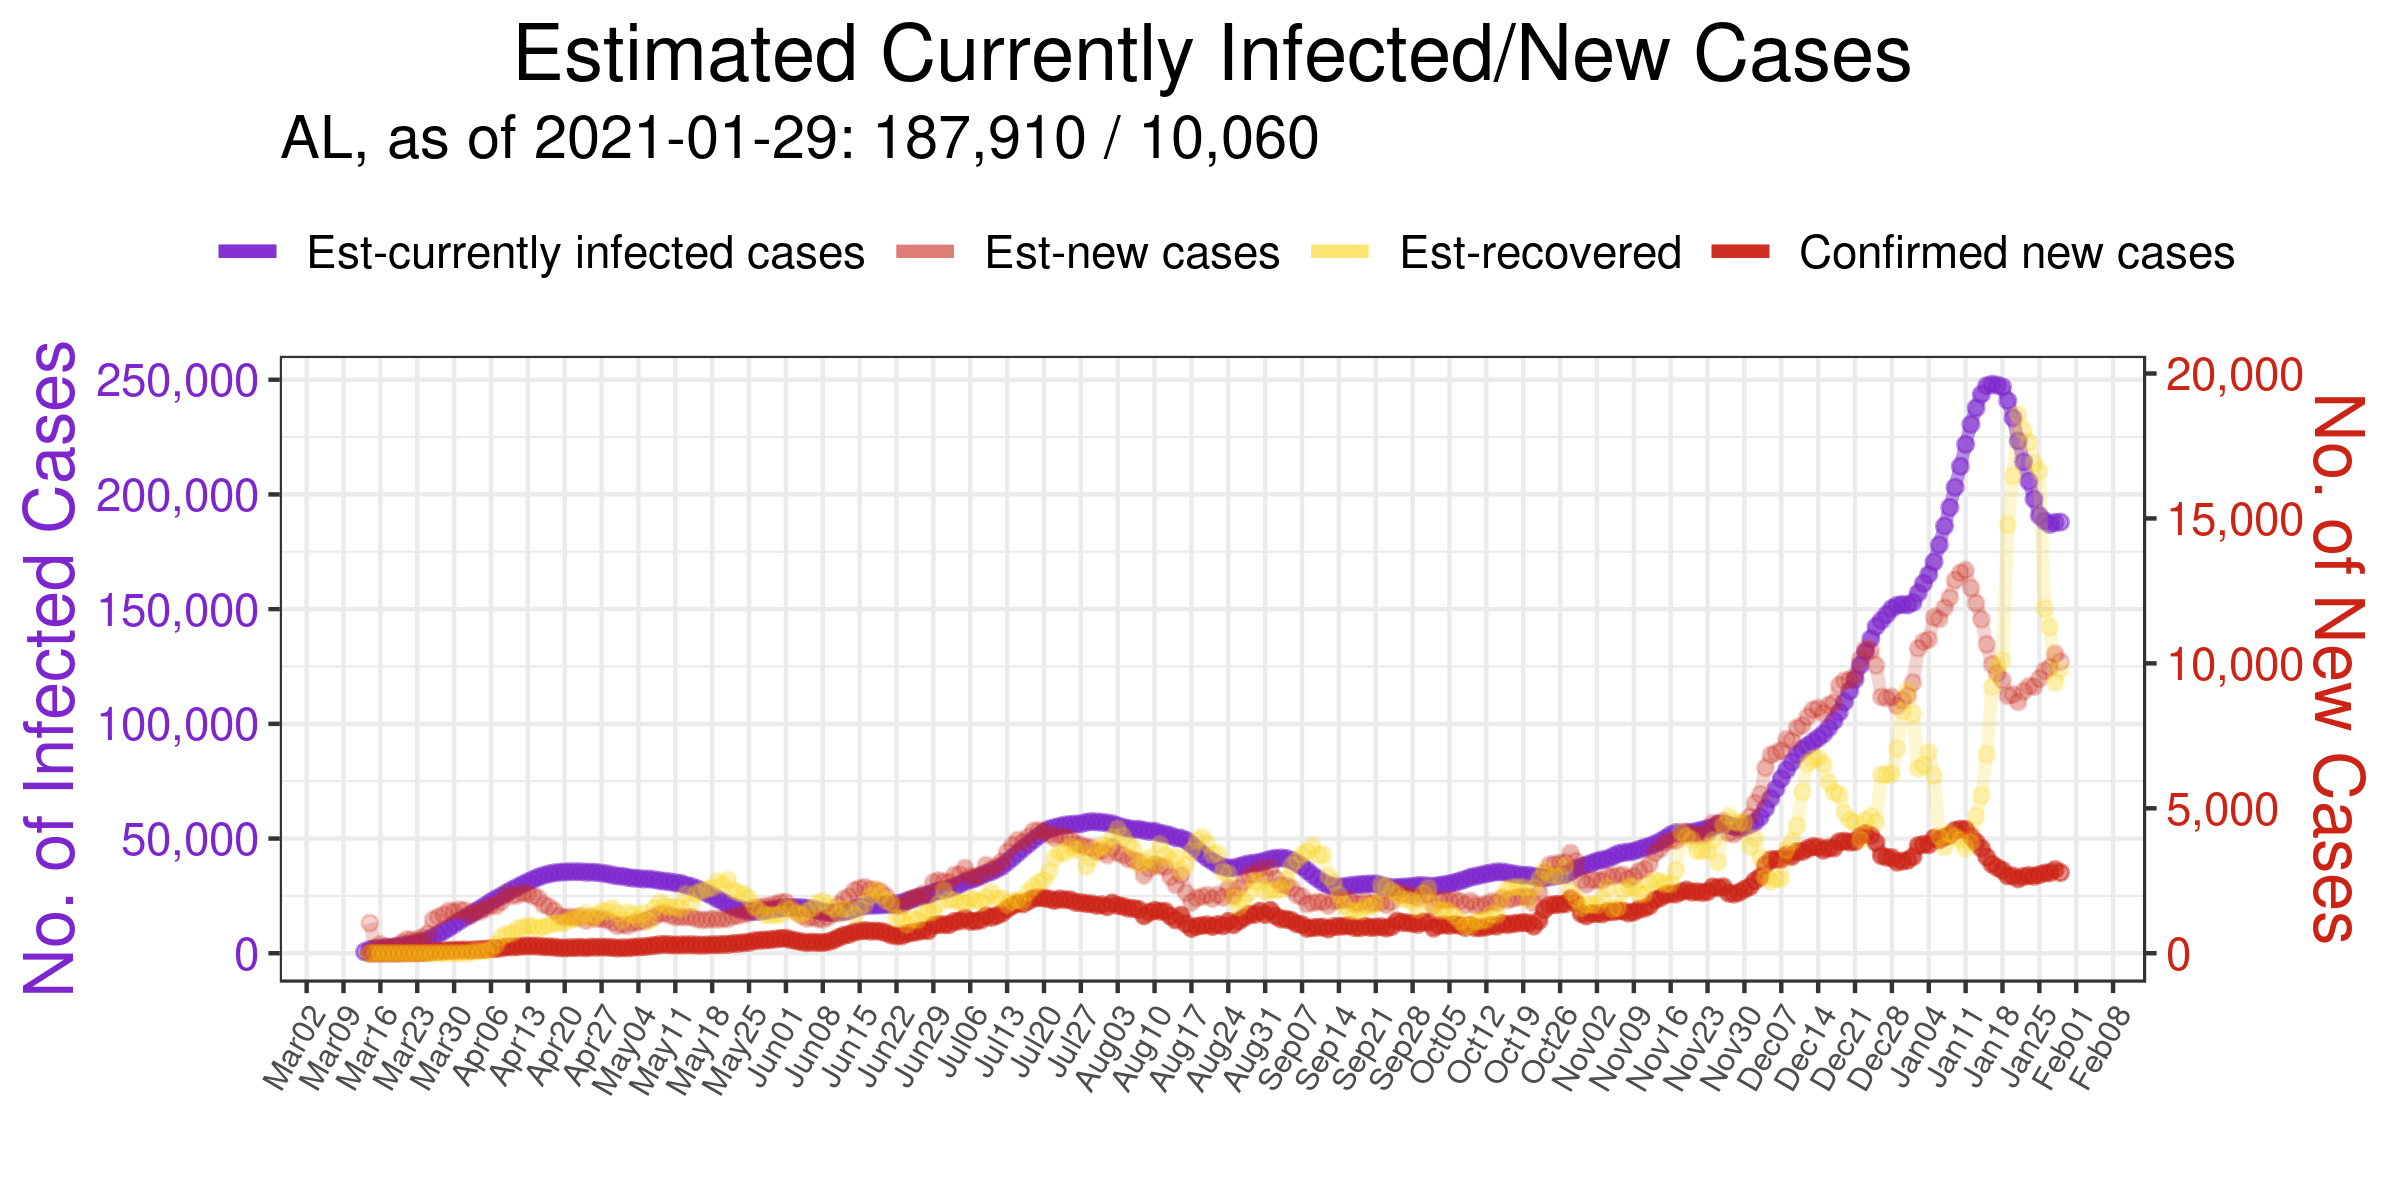 Estimated Currently Infected/New Cases
AL, as of 2021-01-29: 187,910 / 10,060
Est-currently infected cases
Est-new cases
Est-recovered
Confirmed new cases
No. of Infected Cases
250,000
200,000
150,000
100,000
50,000
0
20,000
15,000
10,000
5,000
0
No. of New Cases
Mar02
Mar09
Mar16
Mar23
Mar30
Apr06
Apr13
Apr20
Apr27
May04
May11
May18
May25
Jun01
Jun08
Jun15
Jun22
Jun29
Jul06
Jul13
Jul20
Jul27
Aug03
Aug10
Aug17
Aug24
Aug31
Sep07
Sep14
Sep21
Sep28
Oct05
Oct12
Oct19
Oct26
Nov02
Nov09
Nov16
Nov23
Nov30
Dec07
Dec14
Dec21
Dec28
Jan04
Jan11
Jan18
Jan25
Feb01
Feb08